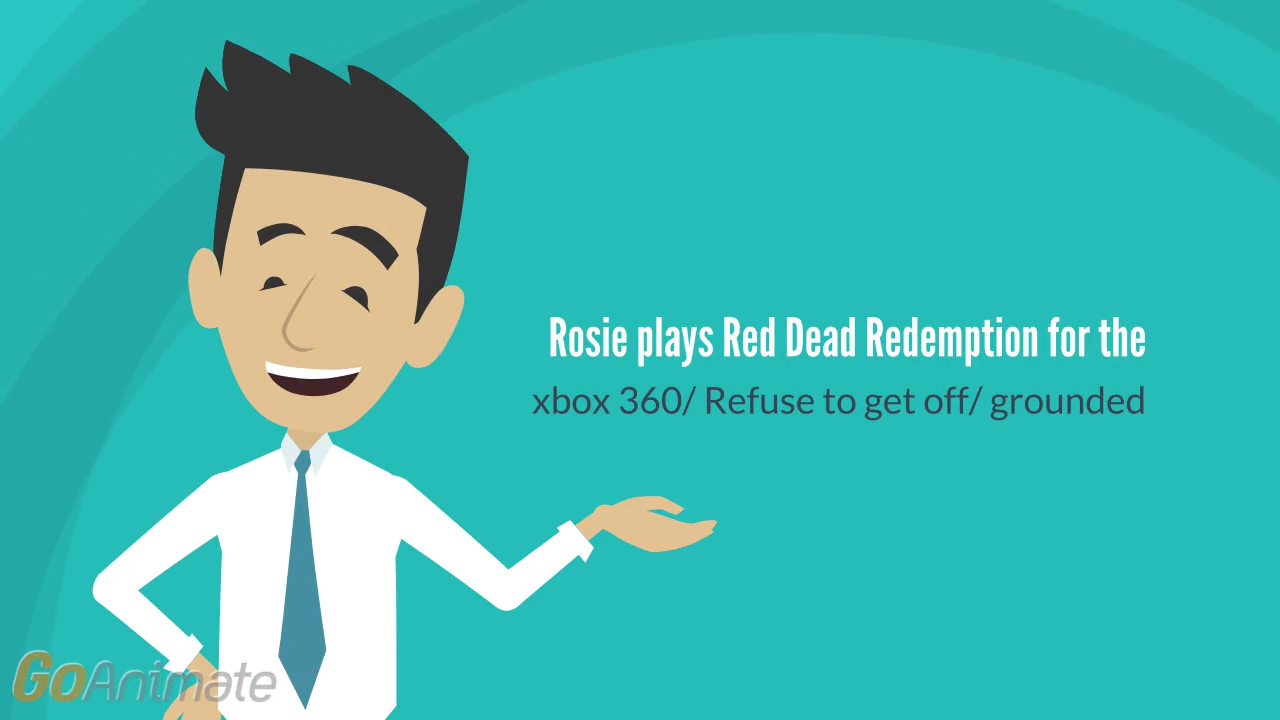 Rosie plays Red Dead Redemption for the
xbox 360/ Refuse to get off/ grounded
GoAnimate